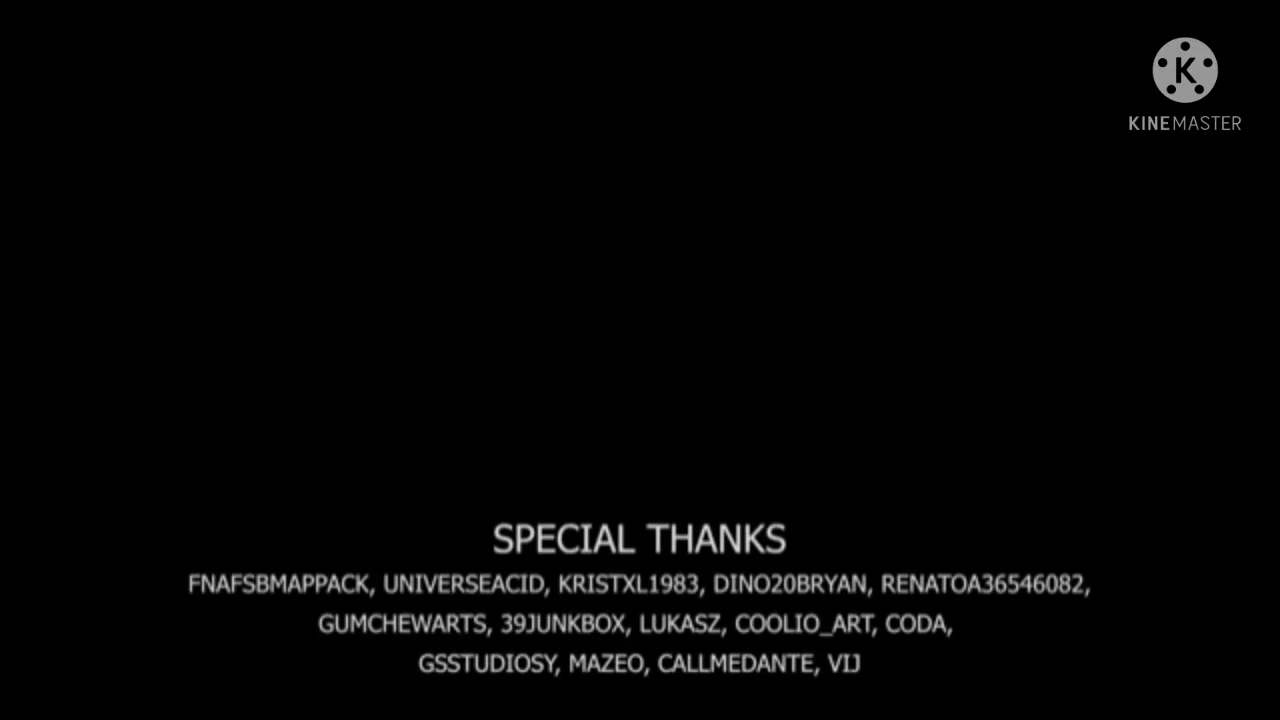 K
KINEMASTER
SPECIAL THANKS
FNAFSBMAPPACK, UNIVERSEACID, KRISTXL1983, DINO20BRYAN, RENATOA36546082,
GUMCHEWARTS, 39JUNKBOX, LUKASZ, COOLIO_ART, CODA,
GSSTUDIOSY, MAZEO, CALLMEDANTE, VIJ